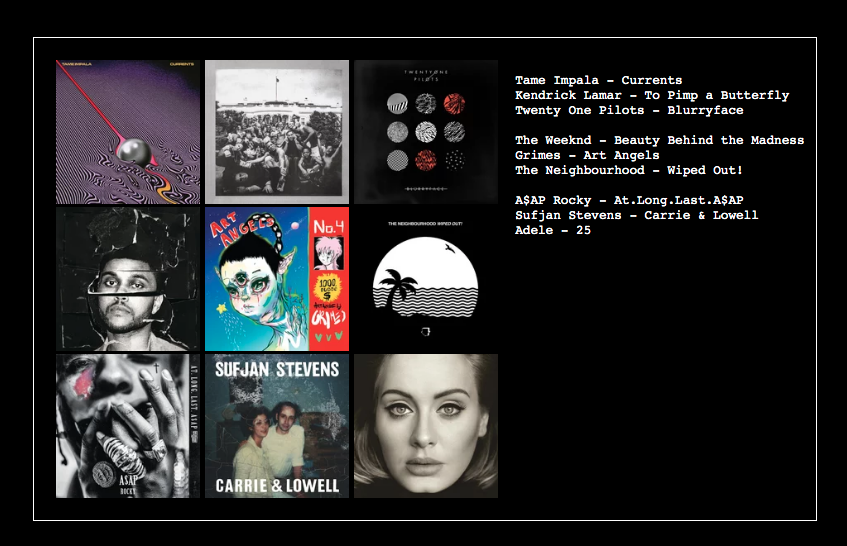 TAME IMPALA
CURRENTS
TWENTY ONE
PILOTS
BLURRYFACE
Tame Impala - Currents
Kendrick Lamar - To Pimp a Butterfly
Twenty One Pilots - Blurryface
ART
ANGELS
No.4
1000
BLOODS
$
GRIMES
THE NEIGHBOURHOOD WIPED OUT!
The Weeknd - Beauty Behind the Madness
Grimes - Art Angels
The Neighbourhood - Wiped Out!
AT.LONG.LAST.A$AP
A$AP
ROCKY
SUFJAN STEVENS
CARRIE & LOWELL
A$AP Rocky - At.Long.Last.A$AP
Sufjan Stevens - Carrie & Lowell
Adele - 25